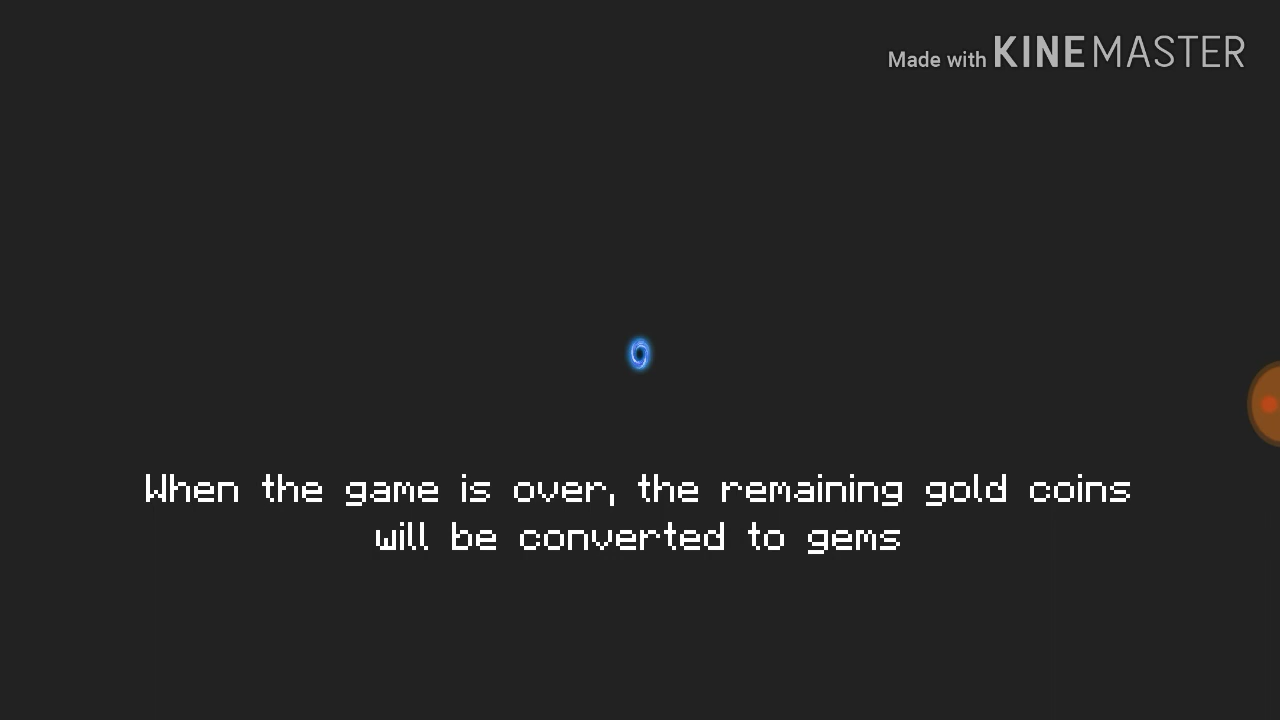 Made with KINEMASTER
When the game is over, the remaining gold coins
will be converted to gems